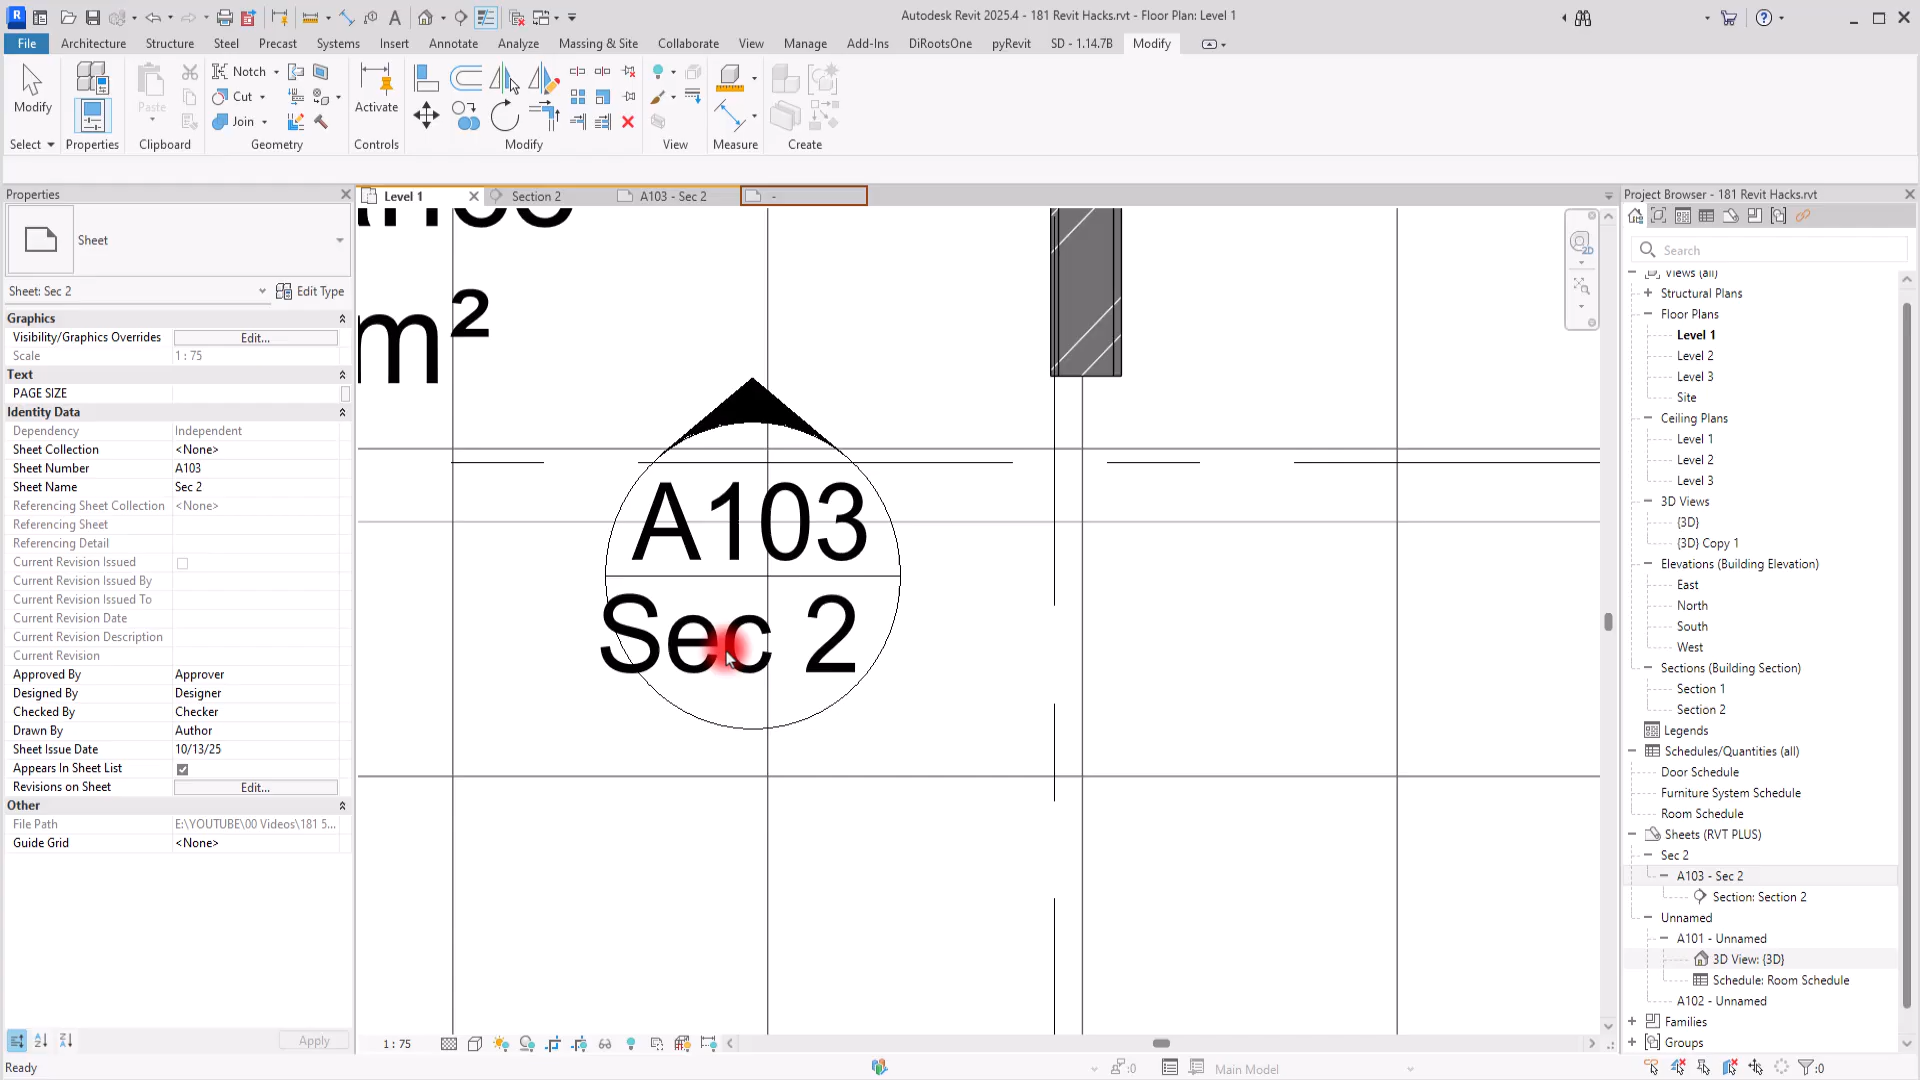 Autodesk Revit 2025.4 - 181 Revit Hacks.rvt - Floor Plan: Level 1
File Architecture Structure Steel Precast Systems Insert Annotate Analyze Massing & Site Collaborate View Manage Add-Ins DiRootsOne pyRevit SD - 1.14.7B Modify
Modify Paste Notch Cut Join Activate
Select Properties Clipboard Geometry Controls Modify View Measure Create
Properties
Level 1 Section 2 A103 - Sec 2 -
Project Browser - 181 Revit Hacks.rvt
Sheet
Sheet: Sec 2 Edit Type
Graphics
Visibility/Graphics Overrides Edit...
Scale 1 : 75
Text
PAGE SIZE
Identity Data
Dependency Independent
Sheet Collection <None>
Sheet Number A103
Sheet Name Sec 2
Referencing Sheet Collection <None>
Referencing Sheet
Referencing Detail
Current Revision Issued
Current Revision Issued By
Current Revision Issued To
Current Revision Date
Current Revision Description
Current Revision
Approved By Approver
Designed By Designer
Checked By Checker
Drawn By Author
Sheet Issue Date 10/13/25
Appears In Sheet List
Revisions on Sheet Edit...
Other
File Path E:\YOUTUBE\00 Videos\181 5...
Guide Grid <None>
Apply
m²
A103
Sec 2
2D
Search
Views (all)
Structural Plans
Floor Plans
Level 1
Level 2
Level 3
Site
Ceiling Plans
Level 1
Level 2
Level 3
3D Views
{3D}
{3D} Copy 1
Elevations (Building Elevation)
East
North
South
West
Sections (Building Section)
Section 1
Section 2
Legends
Schedules/Quantities (all)
Door Schedule
Furniture System Schedule
Room Schedule
Sheets (RVT PLUS)
Sec 2
A103 - Sec 2
Section: Section 2
Unnamed
A101 - Unnamed
3D View: {3D}
Schedule: Room Schedule
A102 - Unnamed
Families
Groups
1 : 75
Ready
:0
Main Model
:0